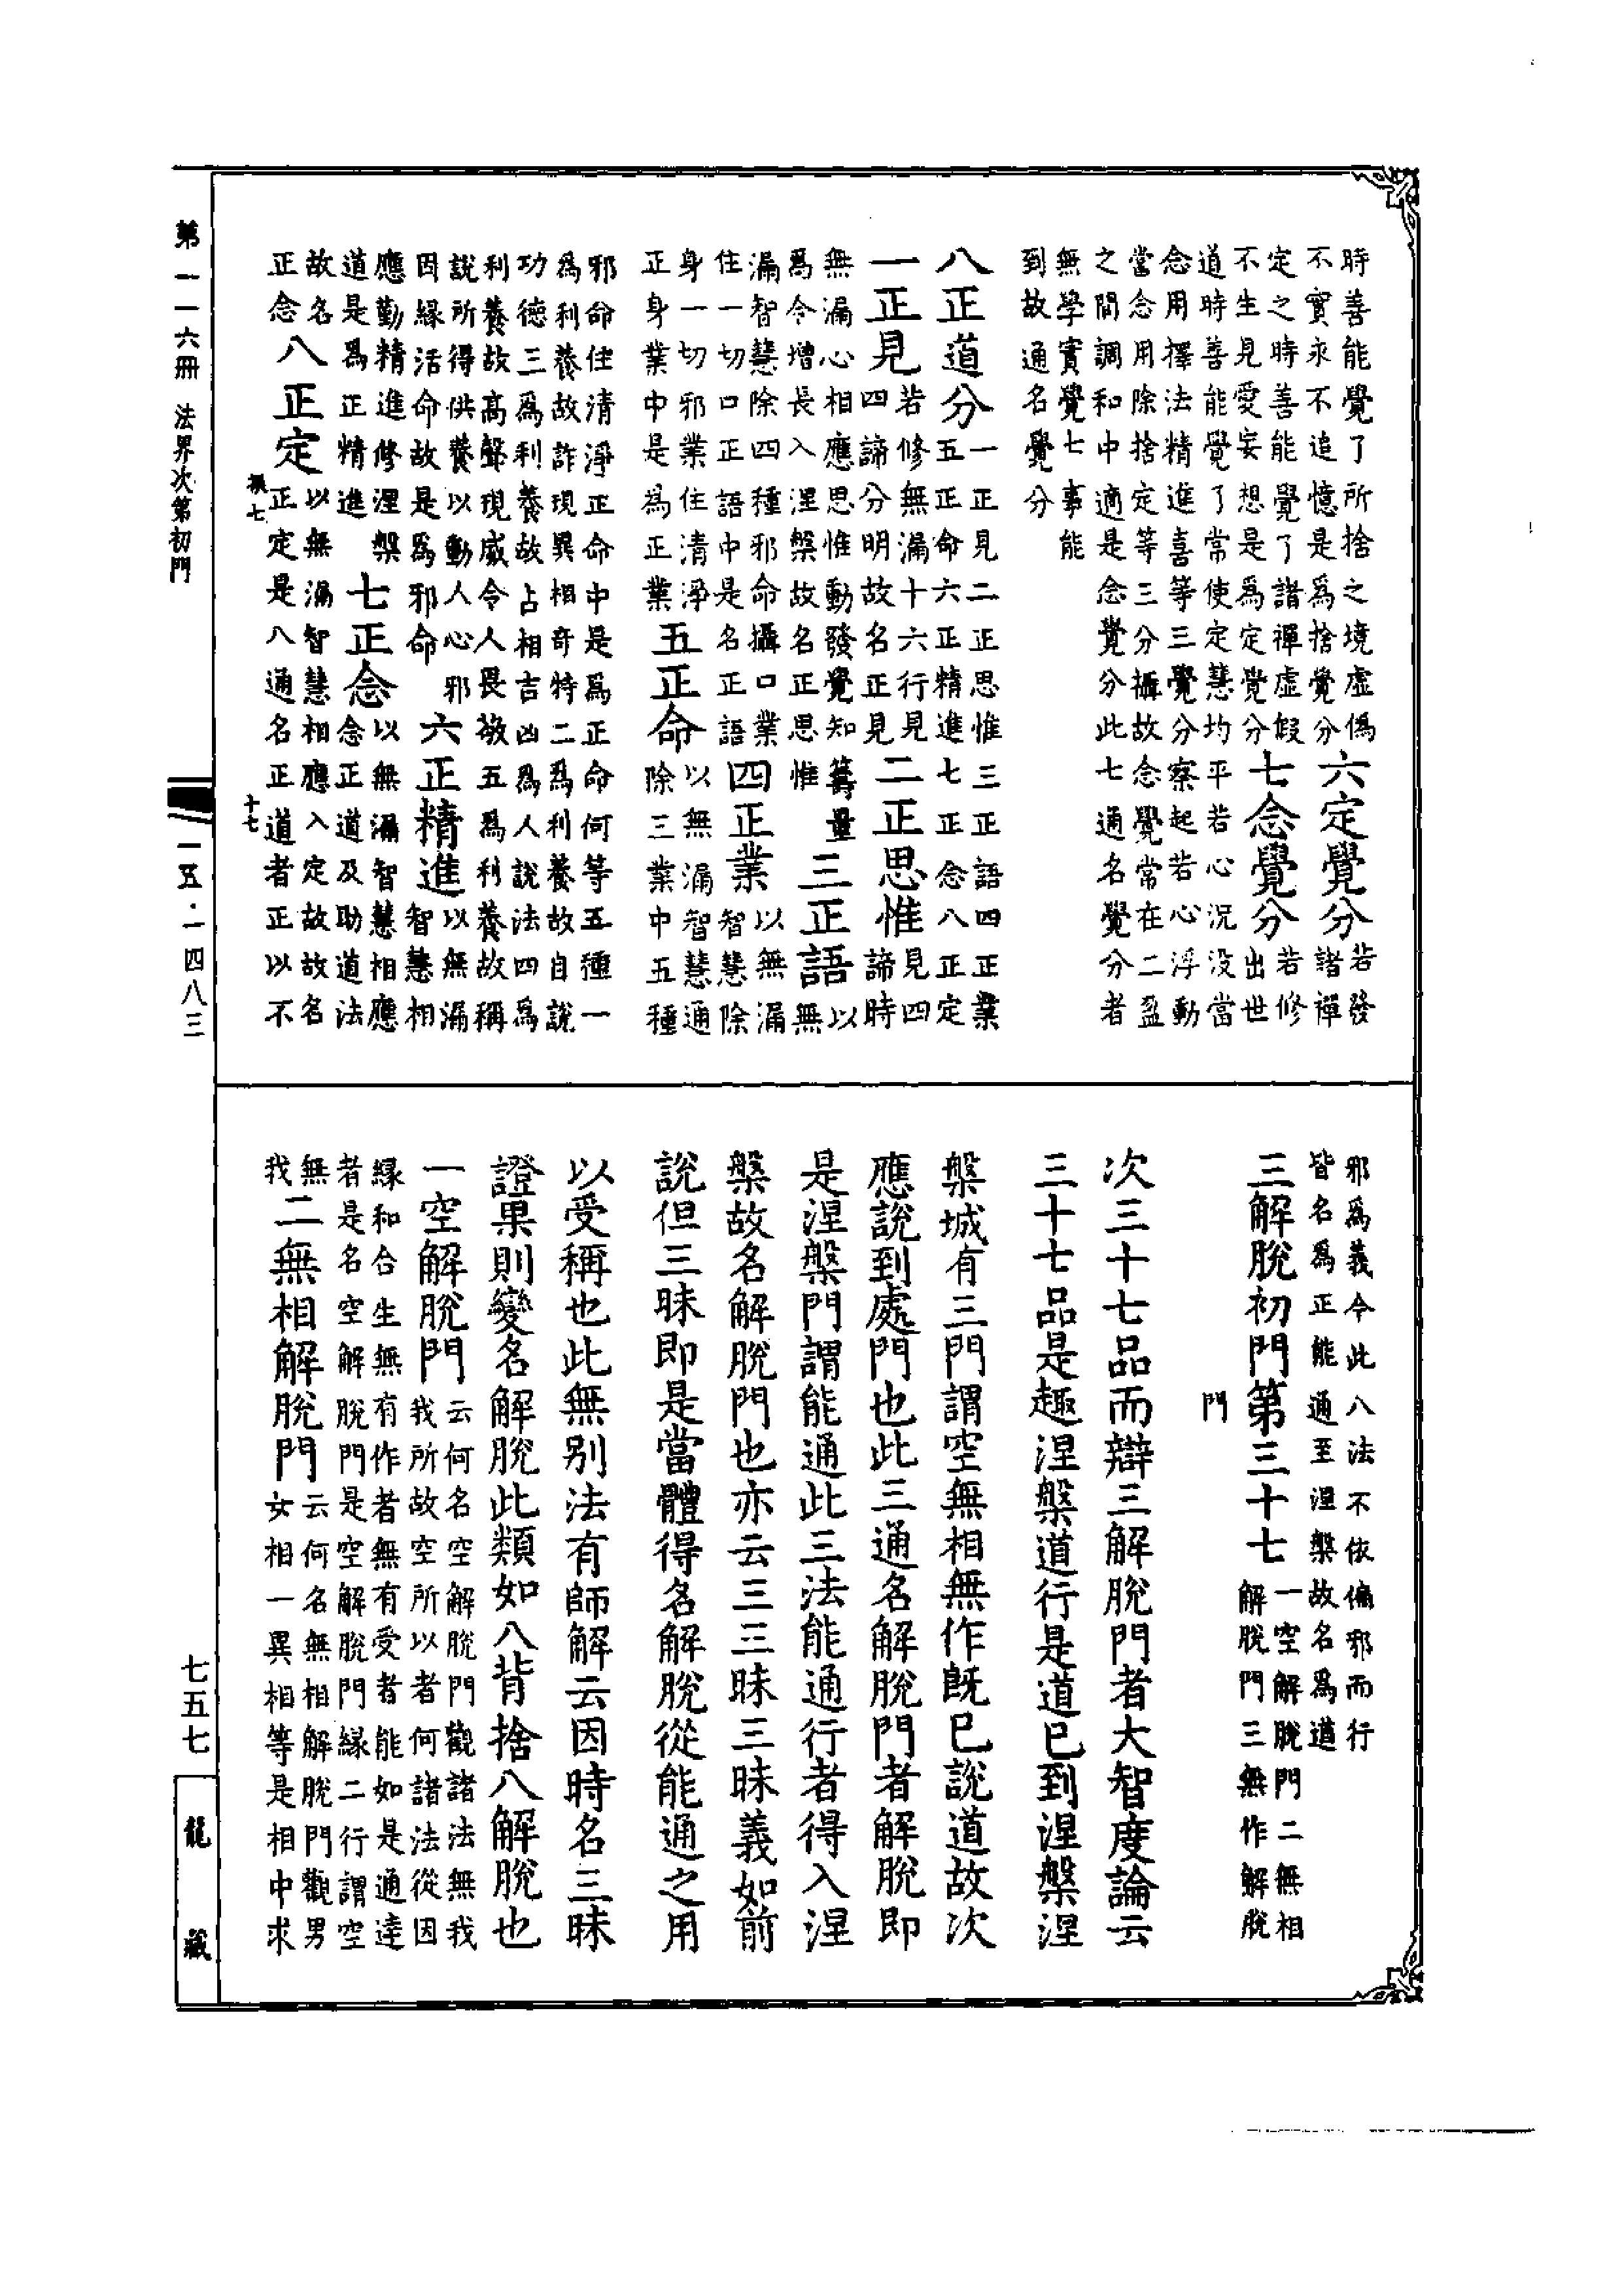 時善能覺了所捨之境虛僞
不實永不追憶是爲捨覺分
六定覺分
若發
諸禪
定之時善能覺了諸禪虛假
不生見愛妄想是爲定覺分
七念覺分
若修
出世
道時善能覺了常使定慧均平若心況没當
念用擇法精進喜等三覺分察起若心浮動
當念用除捨定等三分攝故念覺常在二盈
之間調和中適是念覺分此七通名覺分者
無學實覺七事能
到故通名覺分
八正道分
一正見二正思惟三正語四正業
五正命六正精進七正念八正定
一正見
若修無漏十六行見見
四諦分明故名正見
二正思惟
見四
諦時
無漏心相應思惟動發覺知籌量
爲令增長入涅槃故名正思惟
三正語
以
無
漏智慧除四種邪命攝口業
住一切口正語中是名正語
四正業
以無漏
智慧除
身一切邪業住清淨
正身業中是爲正業
五正命
以無漏智慧通
除三業中五種
邪命住清淨正命中是爲正命何等五種一
爲利養故詐現異相奇特二爲利養故自說
功德三爲利養故占相吉凶爲人說法四爲
利養故高聲現威令人畏敬五爲利養故稱
說所得供養以動人心邪
因緣活命故是爲邪命
六正精進
以無漏
智慧相
應勤精進修涅槃
道是爲正精進
七正念
以無漏智慧相應
念正道及助道法
故名
正念
八正定
以無漏智慧相應入定故故名
正定是八通名正道者正以不
邪爲義今此八法不依偏邪而行
皆名爲正能通至涅槃故名爲道
三解脫初門第三十七
一空解脫門二無相
解脫門三無作解脫
門
次三十七品而辯三解脫門者大智度論云
三十七品是趣涅槃道行是道已到涅槃涅
槃城有三門謂空無相無作旣已說道故次
應說到處門也此三通名解脫門者解脫即
是涅槃門謂能通此三法能通行者得入涅
槃故名解脫門也亦云三三昧三昧義如前
說但三昧即是當體得名解脫從能通之用
以受稱也此無别法有師解云因時名三昧
證果則變名解脫此類如八背捨八解脫也
一空解脫門
云何名空解脫門觀諸法無我
我所故空所以者何諸法從因
緣和合生無有作者無有受者能如是通達
者是名空解脫門是空解脫門緣二行謂空
無
我
二無相解脫門
云何名無相解脫門觀男
女相一異相等是相中求
第一一六冊 法界次第初門
十七
一五·一四八三
七五七
龍藏